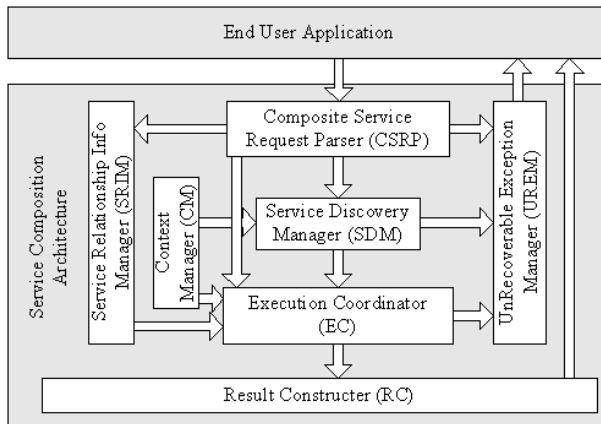 End User Application
Composite Service
Request Parser (CSRP)
Service Discovery
Manager (SDM)
Execution Coordinator
(EC)
Result Constructer (RC)
Service Composition
Architecture
Service Relationship Info
Manager (SRIM)
Context
Manager (CM)
UnRecoverable Exception
Manager (UREM)